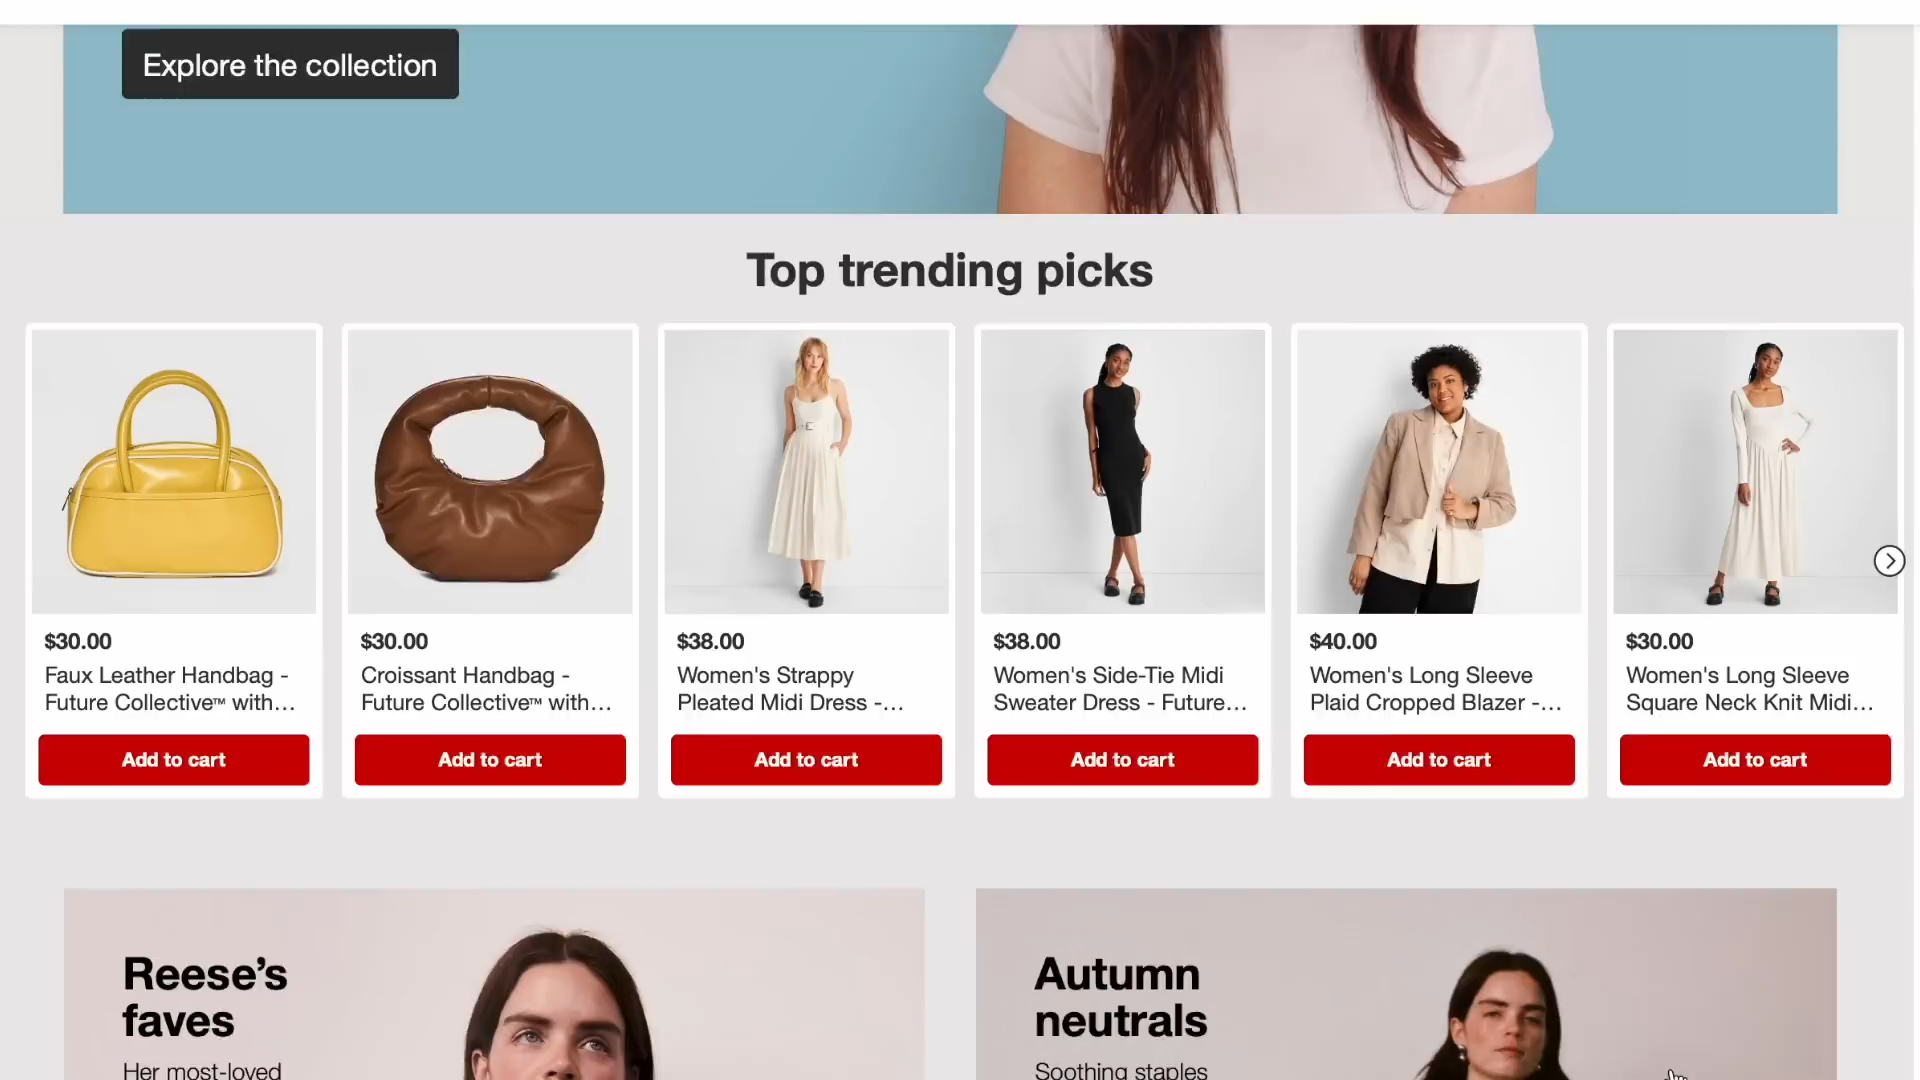 Explore the collection
Top trending picks
$30.00
Faux Leather Handbag -
Future Collective™ with...
Add to cart
$30.00
Croissant Handbag -
Future Collective™ with...
Add to cart
$38.00
Women's Strappy
Pleated Midi Dress -...
Add to cart
$38.00
Women's Side-Tie Midi
Sweater Dress - Future...
Add to cart
$40.00
Women's Long Sleeve
Plaid Cropped Blazer -...
Add to cart
$30.00
Women's Long Sleeve
Square Neck Knit Midi...
Add to cart
Reese's
faves
Her most-loved
Autumn
neutrals
Soothing staples